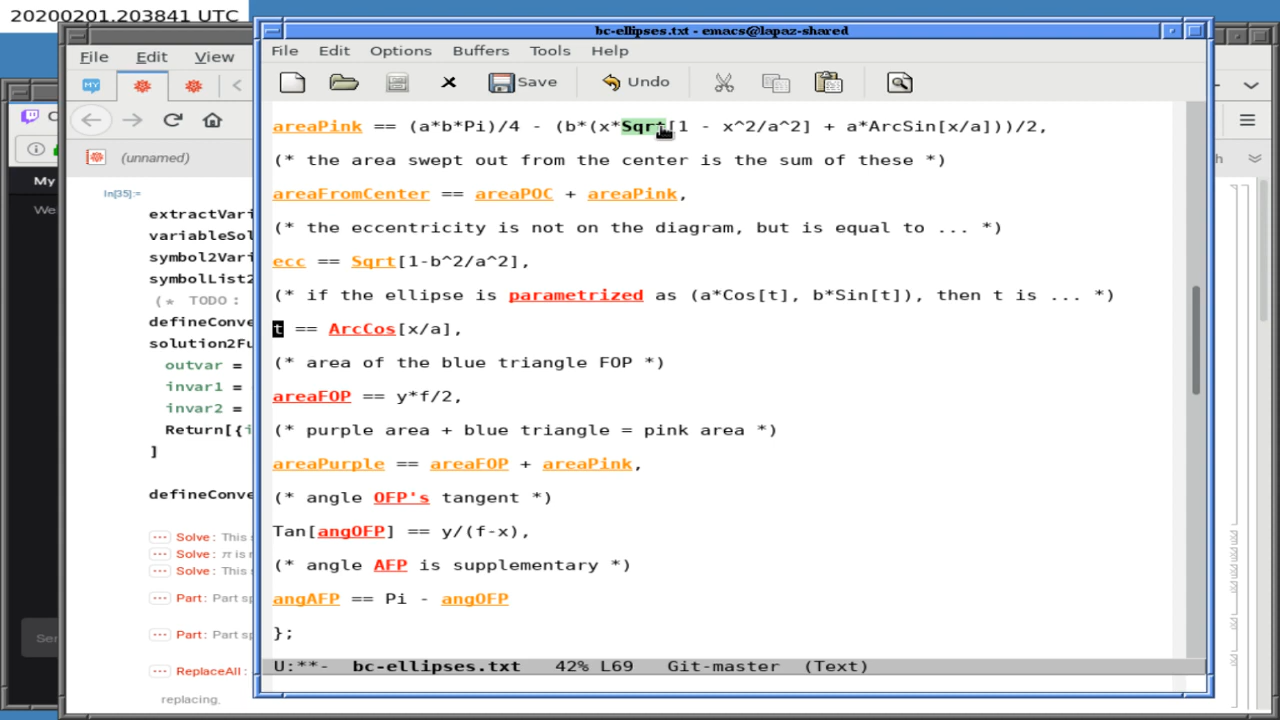 20200201.203841 UTC
bc-ellipses.txt - emacs@lapaz-shared
File Edit View
File Edit Options Buffers Tools Help
Save Undo
MY
(unnamed)
My
In[35]:=
extractVari
variableSol
symbol2Vari
symbolList2
(* TODO:
defineConve
solution2Fu
outvar =
invar1 =
invar2 =
Return[{i
]
defineConve
Solve: This s
Solve: π is n
Solve: This s
Part: Part sp
Part: Part sp
ReplaceAll:
replacing,
areaPink == (a*b*Pi)/4 - (b*(x*Sqrt[1 - x^2/a^2] + a*ArcSin[x/a]))/2,
(* the area swept out from the center is the sum of these *)
areaFromCenter == areaPOC + areaPink,
(* the eccentricity is not on the diagram, but is equal to ... *)
ecc == Sqrt[1-b^2/a^2],
(* if the ellipse is parametrized as (a*Cos[t], b*Sin[t]), then t is ... *)
t == ArcCos[x/a],
(* area of the blue triangle FOP *)
areaFOP == y*f/2,
(* purple area + blue triangle = pink area *)
areaPurple == areaFOP + areaPink,
(* angle OFP's tangent *)
Tan[angOFP] == y/(f-x),
(* angle AFP is supplementary *)
angAFP == Pi - angOFP
};
U:**- bc-ellipses.txt 42% L69 Git-master (Text)